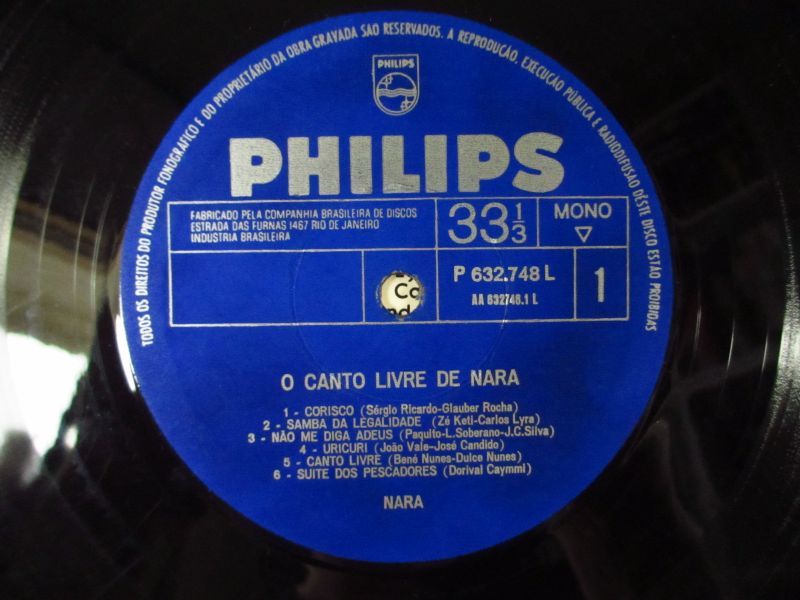 TODOS OS DIREITOS DO PRODUTOR FONOGRAFICO E DO PROPRIETÁRIO DA OBRA GRAVADA SÃO RESERVADOS. A REPRODUÇÃO, EXECUÇÃO PÚBLICA E RADIODIFUSÃO DÊSTE DISCO ESTÃO PROIBIDAS
PHILIPS
PHILIPS
FABRICADO PELA COMPANHIA BRASILEIRA DE DISCOS
ESTRADA DAS FURNAS 1467 RIO DE JANEIRO
INDUSTRIA BRASILEIRA
33 1/3
MONO
P 632.748 L
AA 632748.1 L
1
Co
O CANTO LIVRE DE NARA
1 - CORISCO (Sérgio Ricardo-Glauber Rocha)
2 - SAMBA DA LEGALIDADE (Zé Keti-Carlos Lyra)
3 - NÃO ME DIGA ADEUS (Paquito-L.Soberano-J.C.Silva)
4 - URICURI (João Vale-José Candido)
5 - CANTO LIVRE (Bené Nunes-Dulce Nunes)
6 - SUITE DOS PESCADORES (Dorival Caymmi)
NARA